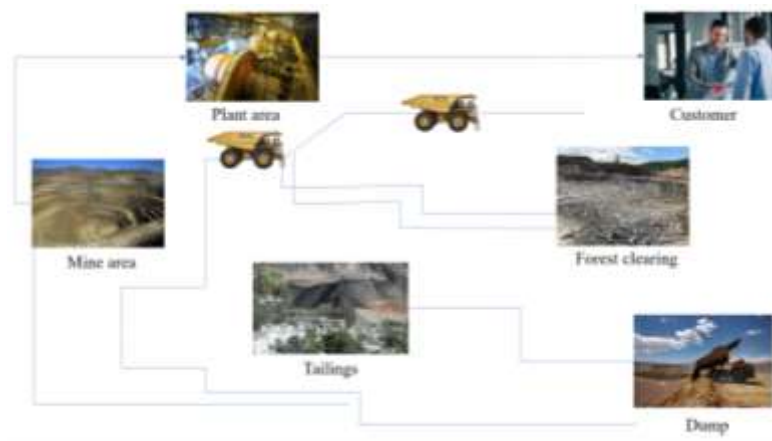 Plant area
Customer
Mine area
Forest clearing
Tailings
Dump